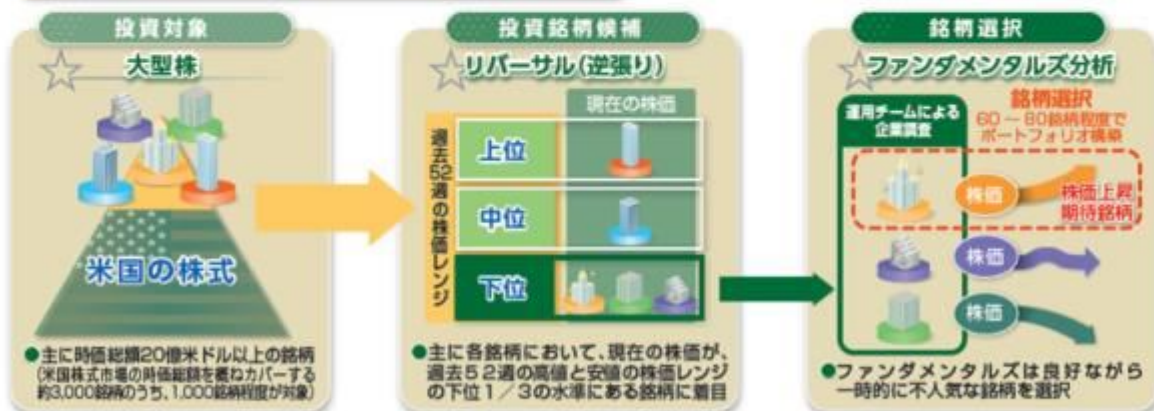 投資対象
大型株
米国の株式
●主に時価総額20億米ドル以上の銘柄
(米国株式市場の時価総額を概ねカバーする
約3,000銘柄のうち、1,000銘柄程度が対象)
投資銘柄候補
リバーサル(逆張り)
現在の株価
過去52週の株価レンジ
上位
中位
下位
●主に各銘柄において、現在の株価が、
過去52週の高値と安値の株価レンジ
の下位1/3の水準にある銘柄に着目
銘柄選択
ファンダメンタルズ分析
運用チームによる
企業調査
銘柄選択
60~80銘柄程度で
ポートフォリオ構築
株価
株価上昇
期待銘柄
株価
株価
●ファンダメンタルズは良好ながら
一時的に不人気な銘柄を選択